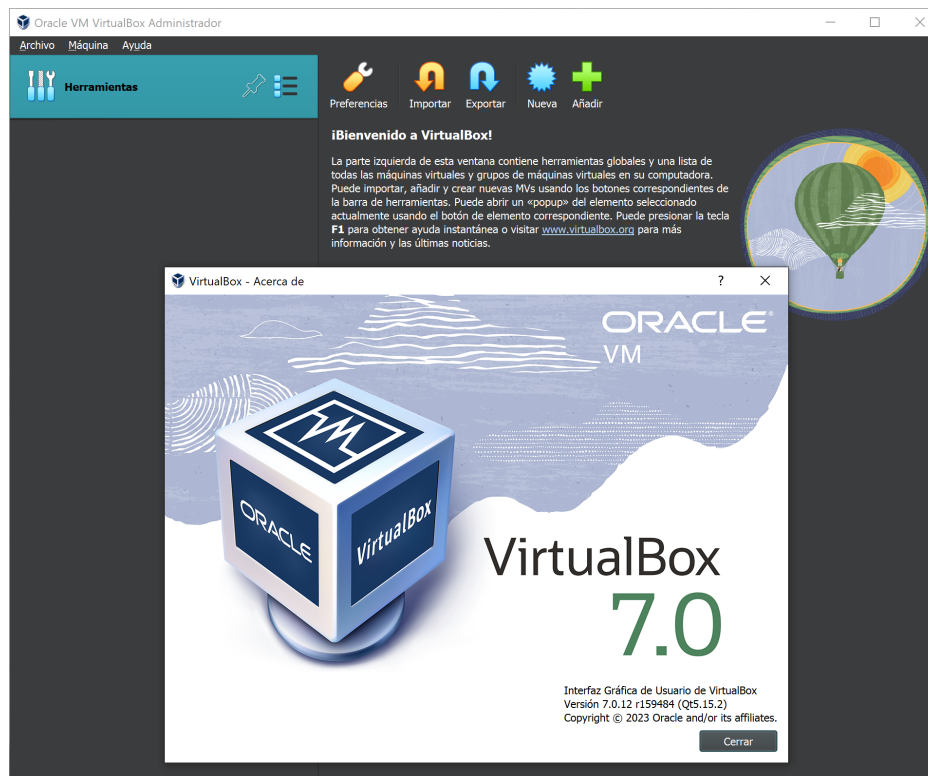 Oracle VM VirtualBox Administrador
Archivo Máquina Ayuda
Herramientas
Preferencias Importar Exportar Nueva Añadir
¡Bienvenido a VirtualBox!
La parte izquierda de esta ventana contiene herramientas globales y una lista de
todas las máquinas virtuales y grupos de máquinas virtuales en su computadora.
Puede importar, añadir y crear nuevas MVs usando los botones correspondientes de
la barra de herramientas. Puede abrir un «popup» del elemento seleccionado
actualmente usando el botón de elemento correspondiente. Puede presionar la tecla
F1 para obtener ayuda instantánea o visitar www.virtualbox.org para más
información y las últimas noticias.
VirtualBox - Acerca de
?
ORACLE®
VM
ORACLE
VirtualBox
VirtualBox
7.0
Interfaz Gráfica de Usuario de VirtualBox
Versión 7.0.12 r159484 (Qt5.15.2)
Copyright © 2023 Oracle and/or its affiliates.
Cerrar